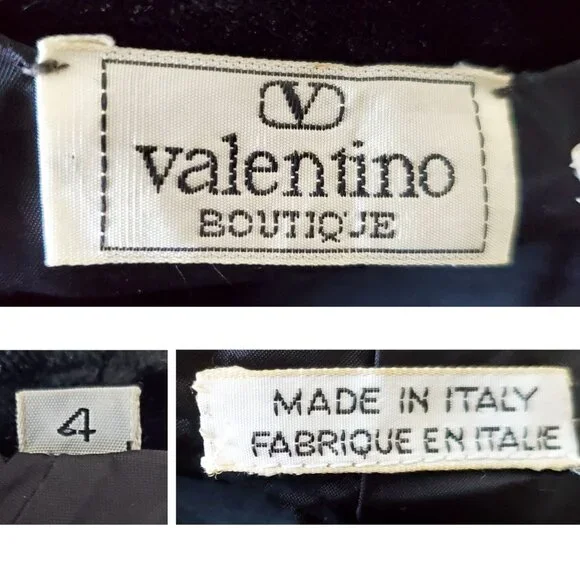 V
valentino
BOUTIQUE
4
MADE IN ITALY
FABRIQUE EN ITALIE